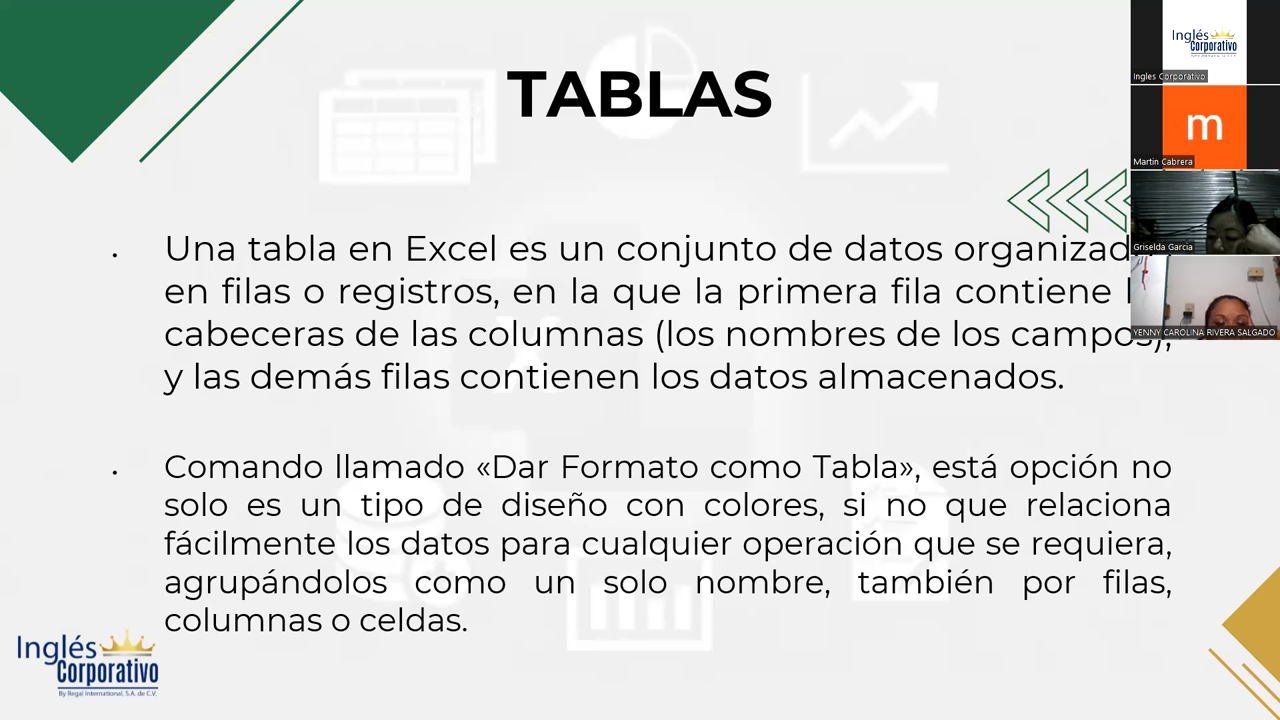 TABLAS
Una tabla en Excel es un conjunto de datos organizad
en filas o registros, en la que la primera fila contiene l
cabeceras de las columnas (los nombres de los campos),
y las demás filas contienen los datos almacenados.
Comando llamado «Dar Formato como Tabla», está opción no
solo es un tipo de diseño con colores, si no que relaciona
fácilmente los datos para cualquier operación que se requiera,
agrupándolos como un solo nombre, también por filas,
columnas o celdas.
Inglés
Corporativo
By Regal International, S.A. de C.V.
Inglés
Corporativo
Ingles Corporativo
m
Martin Cabrera
Griselda Garcia
YENNY CAROLINA RIVERA SALGADO